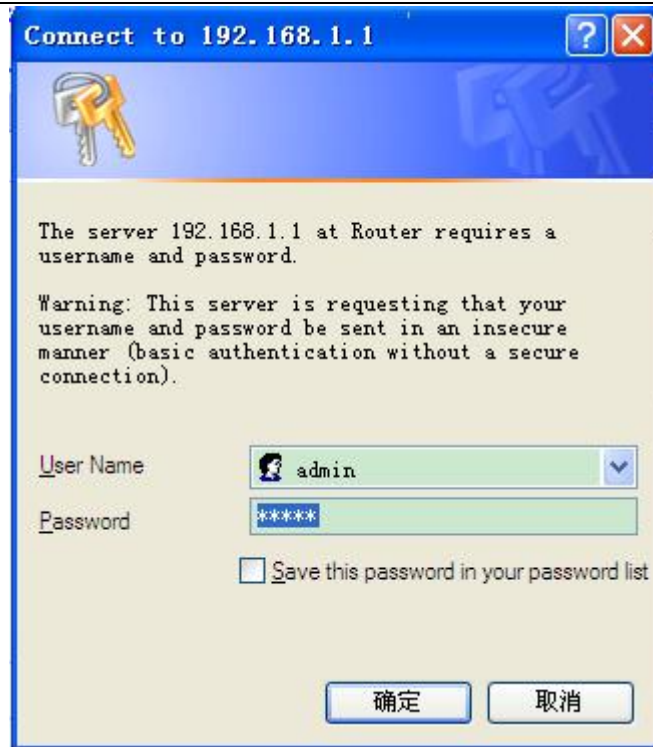 Connect to 192.168.1.1
The server 192.168.1.1 at Router requires a
username and password.
Warning: This server is requesting that your
username and password be sent in an insecure
manner (basic authentication without a secure
connection).
User Name
admin
Password
*****
Save this password in your password list
确定
取消